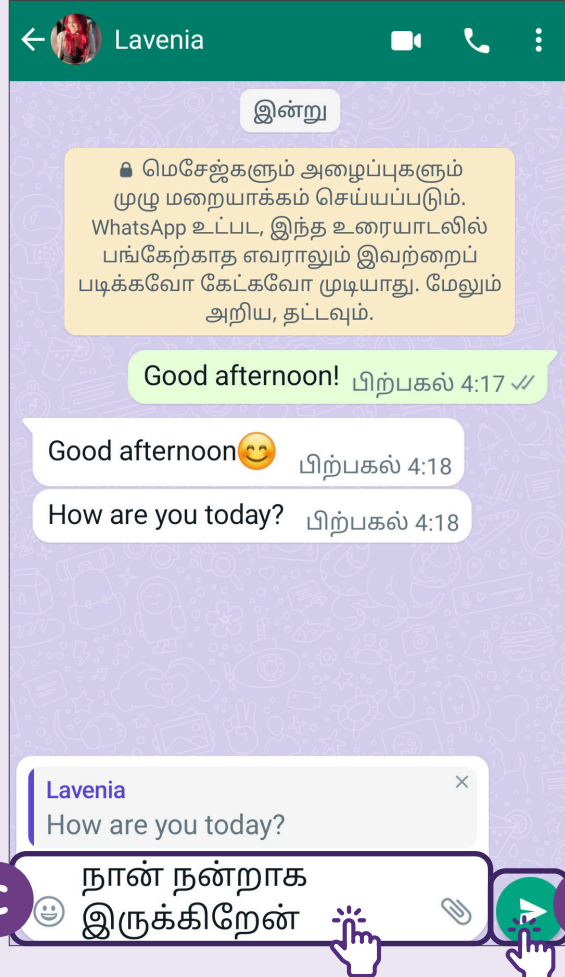 Lavenia
இன்று
மெசேஜ்களும் அழைப்புகளும்
முழு மறையாக்கம் செய்யப்படும்.
WhatsApp உட்பட, இந்த உரையாடலில்
பங்கேற்காத எவராலும் இவற்றைப்
படிக்கவோ கேட்கவோ முடியாது. மேலும்
அறிய, தட்டவும்.
Good afternoon! பிற்பகல் 4:17
Good afternoon😊 பிற்பகல் 4:18
How are you today? பிற்பகல் 4:18
Lavenia
How are you today?
நான் நன்றாக
இருக்கிறேன்